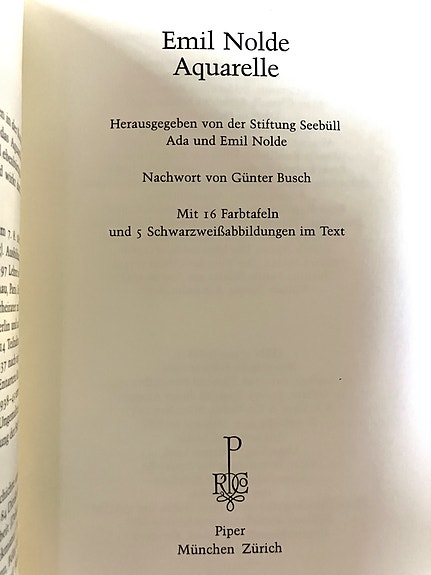 Emil Nolde
Aquarelle
Herausgegeben von der Stiftung Seebüll
Ada und Emil Nolde
Nachwort von Günter Busch
Mit 16 Farbtafeln
und 5 Schwarzweißabbildungen im Text
Piper
München Zürich